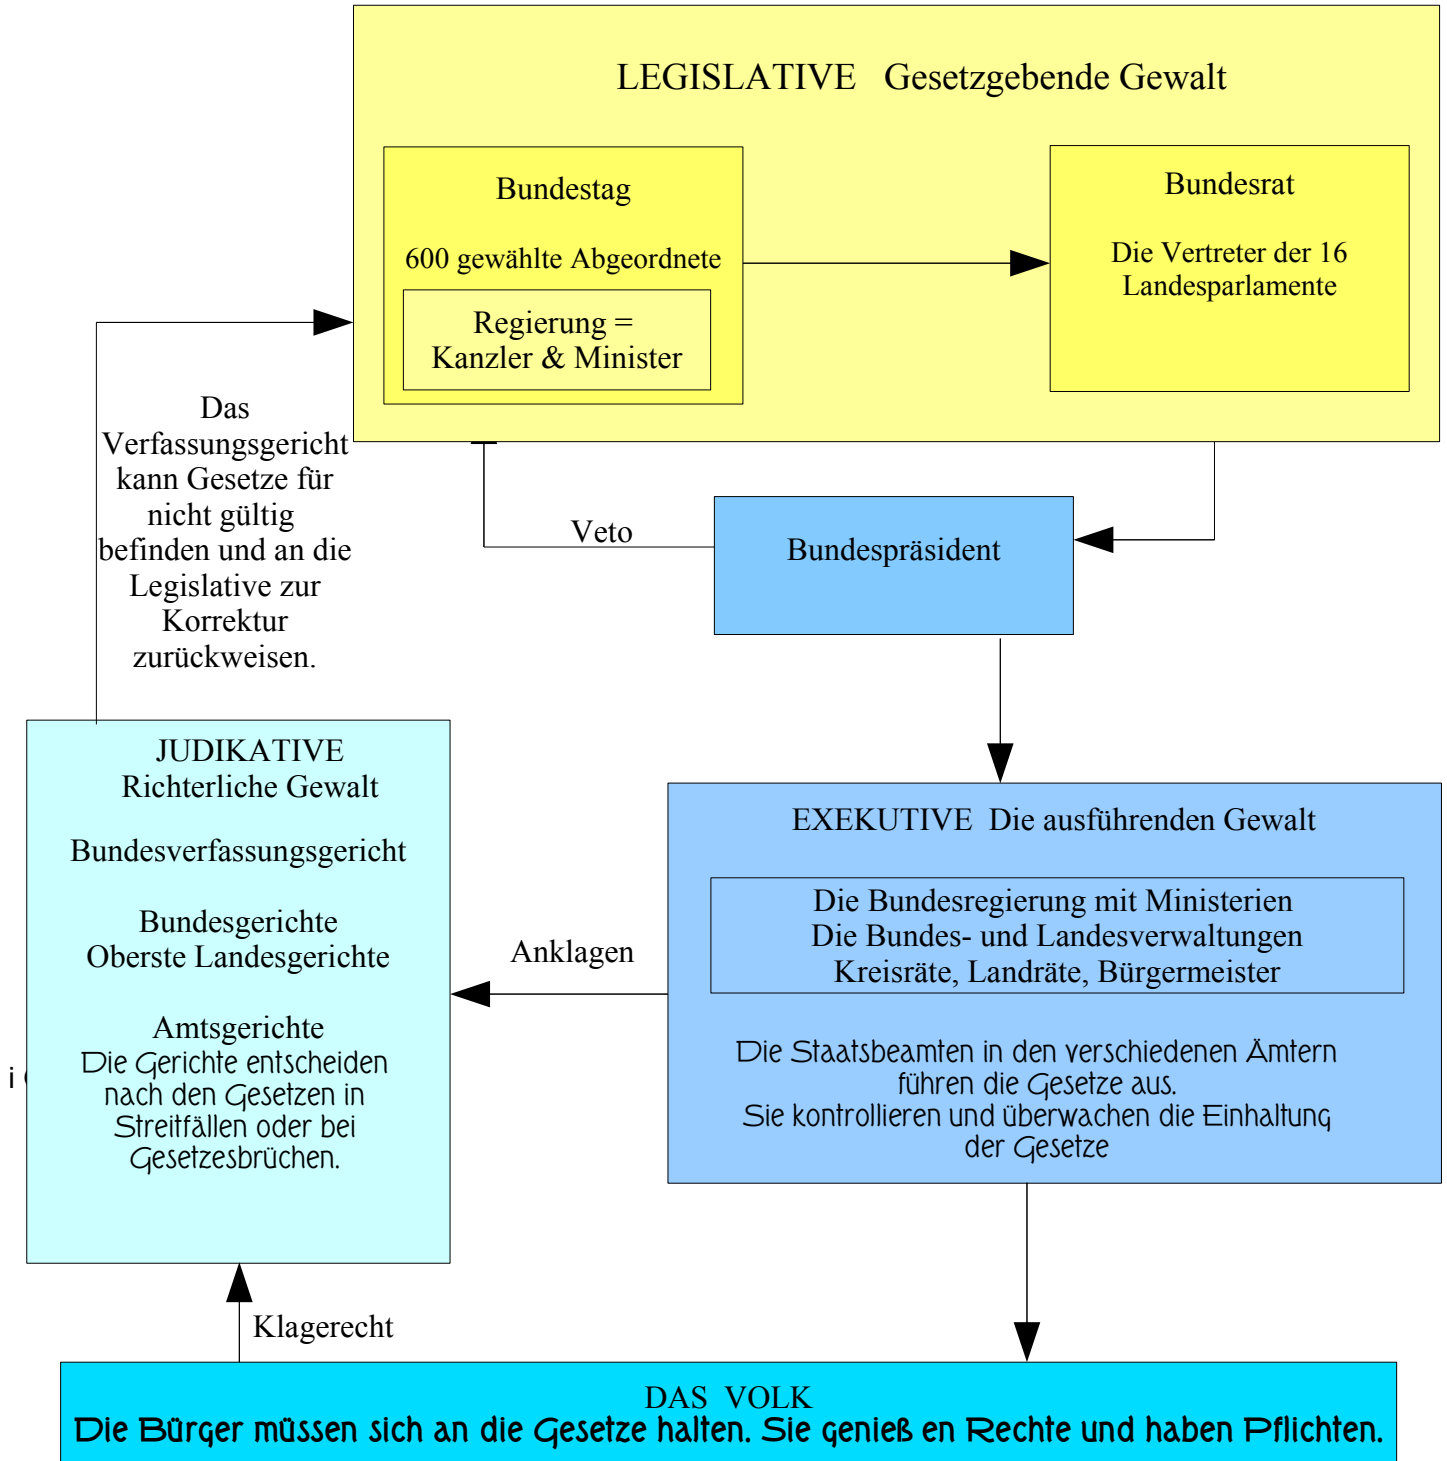 LEGISLATIVE Gesetzgebende Gewalt
Bundestag
600 gewählte Abgeordnete
Regierung =
Kanzler & Minister
Bundesrat
Die Vertreter der 16
Landesparlamente
Das
Verfassungsgericht
kann Gesetze für
nicht gültig
befinden und an die
Legislative zur
Korrektur
zurückweisen.
Veto
Bundespräsident
JUDIKATIVE
Richterliche Gewalt
Bundesverfassungsgericht
Bundesgerichte
Oberste Landesgerichte
Amtsgerichte
Die Gerichte entscheiden
nach den Gesetzen in
Streitfällen oder bei
Gesetzesbrüchen.
Anklagen
EXEKUTIVE Die ausführenden Gewalt
Die Bundesregierung mit Ministerien
Die Bundes- und Landesverwaltungen
Kreisräte, Landräte, Bürgermeister
Die Staatsbeamten in den verschiedenen Ämtern
führen die Gesetze aus.
Sie kontrollieren und überwachen die Einhaltung
der Gesetze
Klagerecht
DAS VOLK
Die Bürger müssen sich an die Gesetze halten. Sie genieß en Rechte und haben Pflichten.